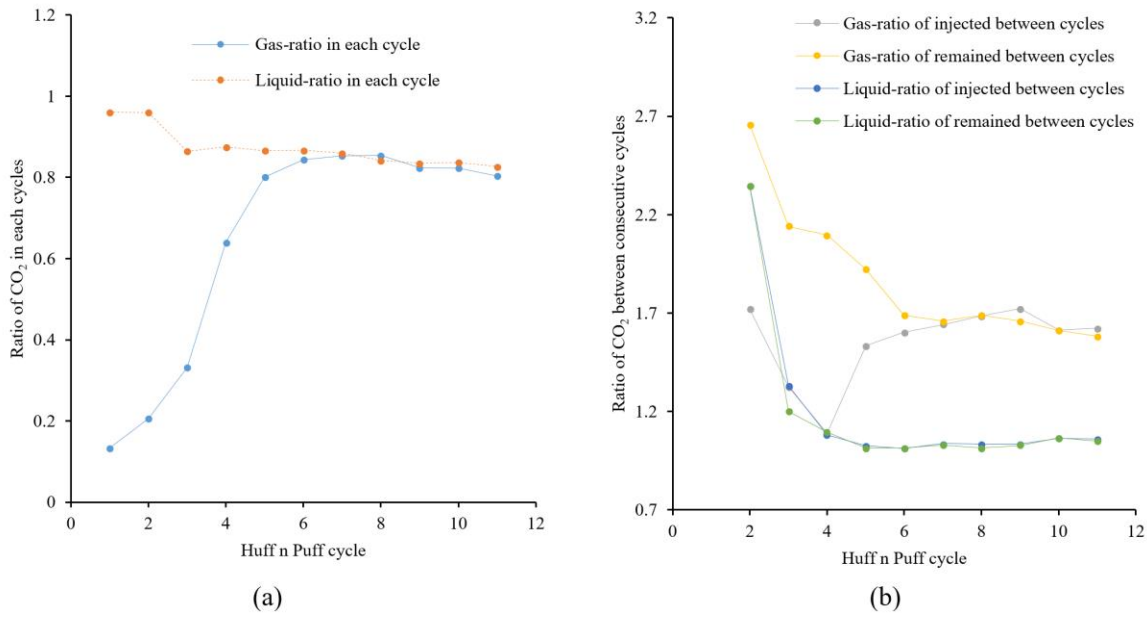 1.2
1
0.8
0.6
0.4
0.2
0
Ratio of CO₂ in each cycles
Gas-ratio in each cycle
Liquid-ratio in each cycle
0 2 4 6 8 10 12
Huff n Puff cycle
(a)
3.2
2.7
2.2
1.7
1.2
0.7
Ratio of CO₂ between consecutive cycles
Gas-ratio of injected between cycles
Gas-ratio of remained between cycles
Liquid-ratio of injected between cycles
Liquid-ratio of remained between cycles
0 2 4 6 8 10 12
Huff n Puff cycle
(b)